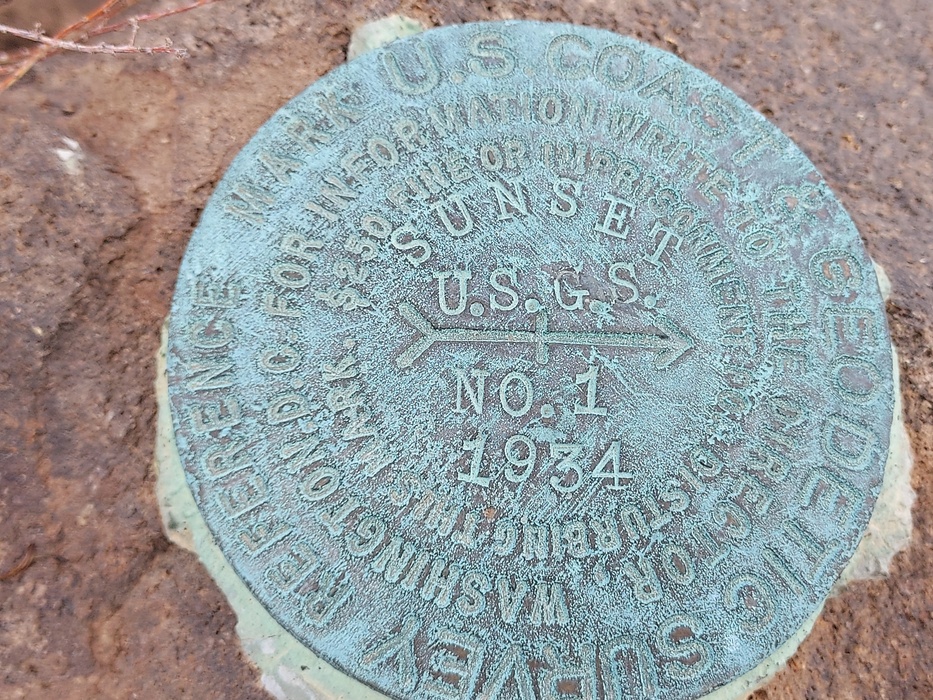 U.S. COAST & GEODETIC SURVEY REFERENCE MARK
FOR INFORMATION WRITE TO THE DIRECTOR, WASHINGTON, D.C.
$250 FINE OR IMPRISONMENT FOR DISTURBING THIS MARK.
SUNSET
U.S.G.S.
NO. 1
1934